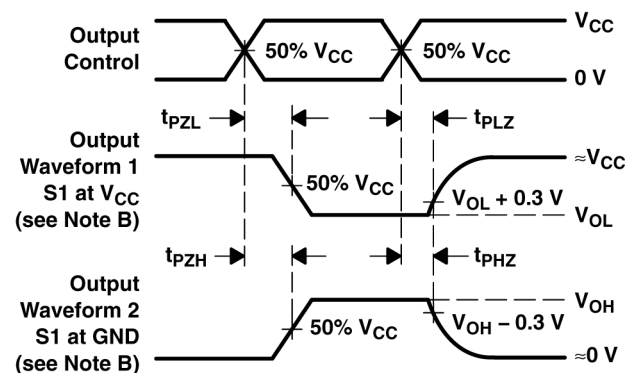 Output
Control
50% VCC
50% VCC
VCC
0 V
tPZL
tPLZ
Output
Waveform 1
S1 at VCC
(see Note B)
50% VCC
≈VCC
VOL + 0.3 V
VOL
tPZH
tPHZ
Output
Waveform 2
S1 at GND
(see Note B)
50% VCC
VOH
VOH − 0.3 V
≈0 V